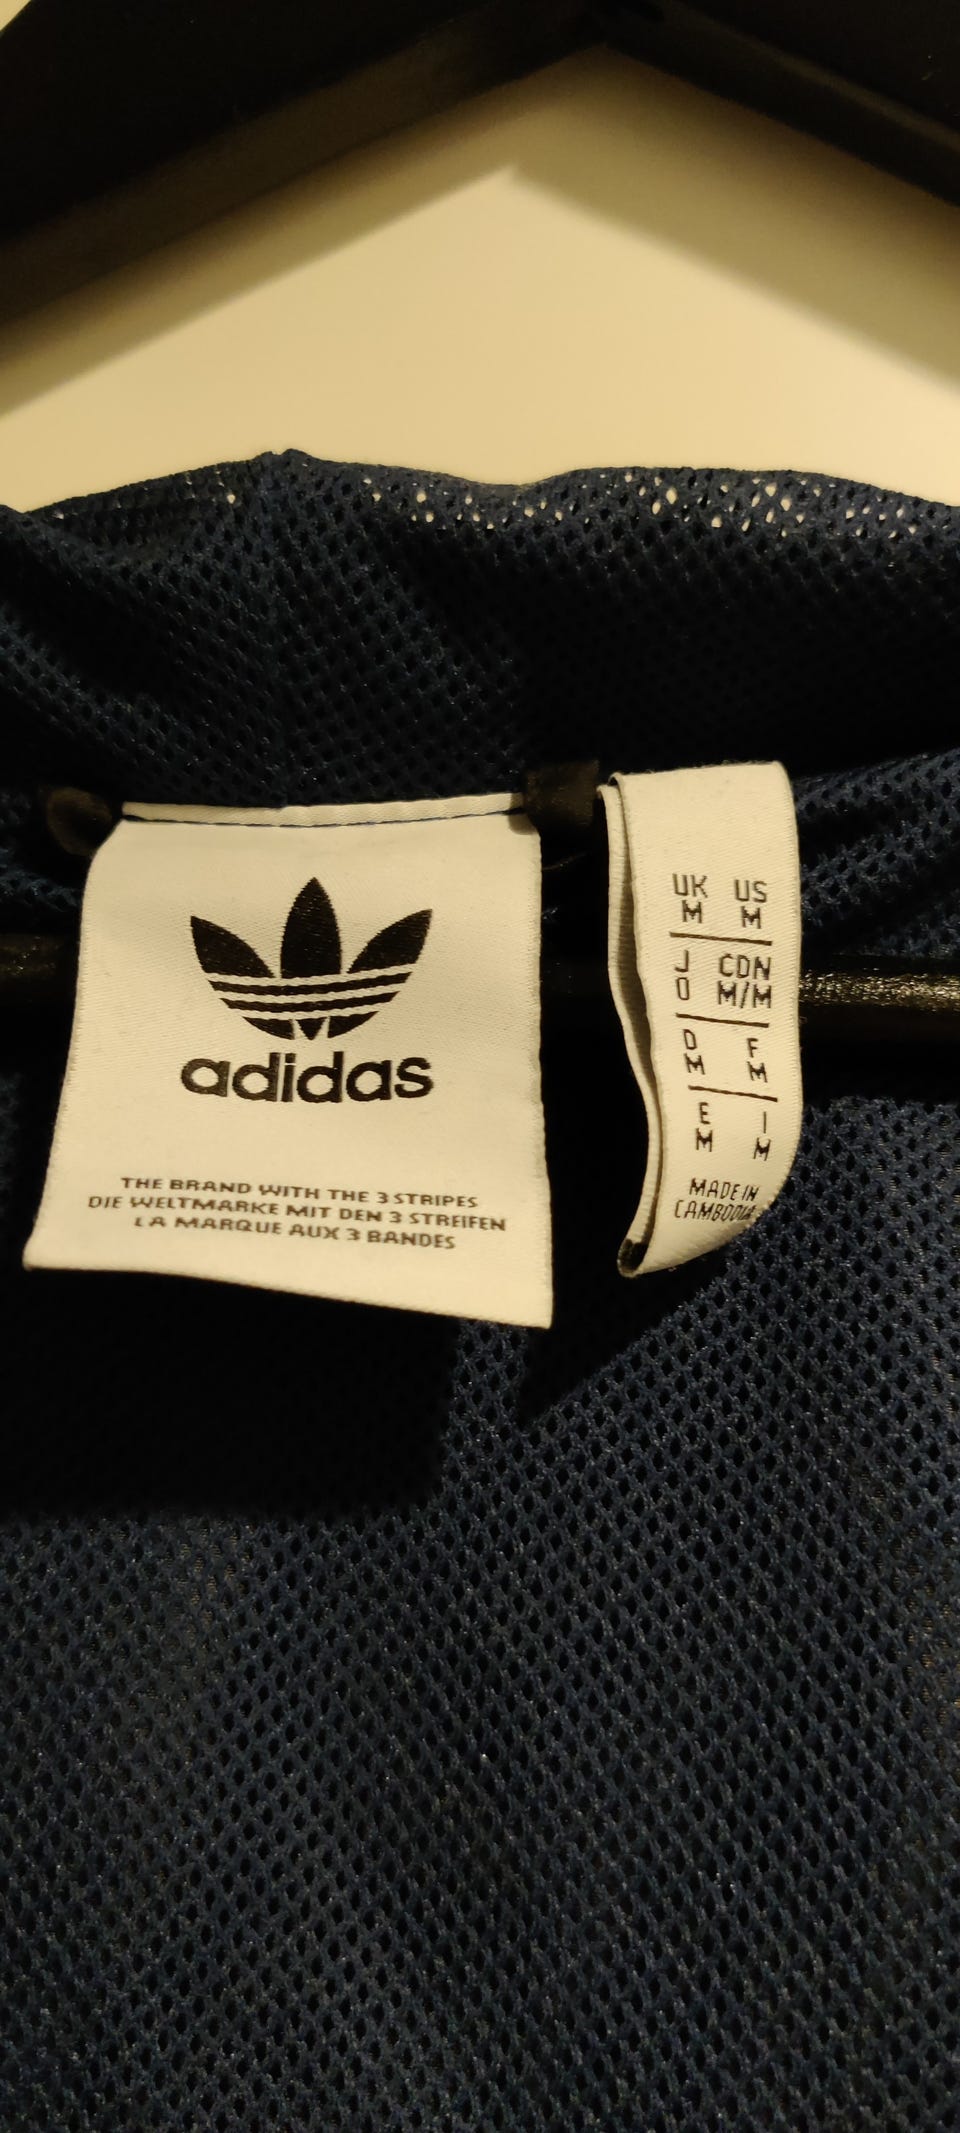 adidas
THE BRAND WITH THE 3 STRIPES
DIE WELTMARKE MIT DEN 3 STREIFEN
LA MARQUE AUX 3 BANDES
UK US
M M
J CDN
O M/M
D F
M M
E I
M M
MADE IN
CAMBODIA